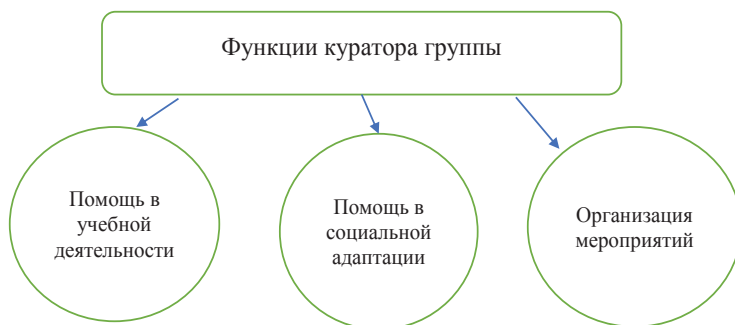 Функции куратора группы
Помощь в
учебной
деятельности
Помощь в
социальной
адаптации
Организация
мероприятий